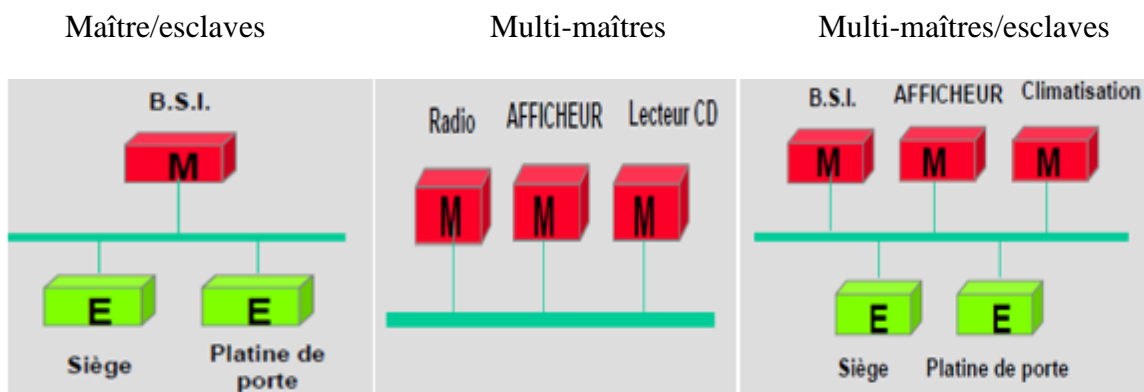 Maître/esclaves
Multi-maîtres
Multi-maîtres/esclaves
B.S.I.
M
E
E
Siège
Platine de
porte
Radio
AFFICHEUR
Lecteur CD
M
M
M
B.S.I.
AFFICHEUR
Climatisation
M
M
M
E
E
Siège
Platine de porte